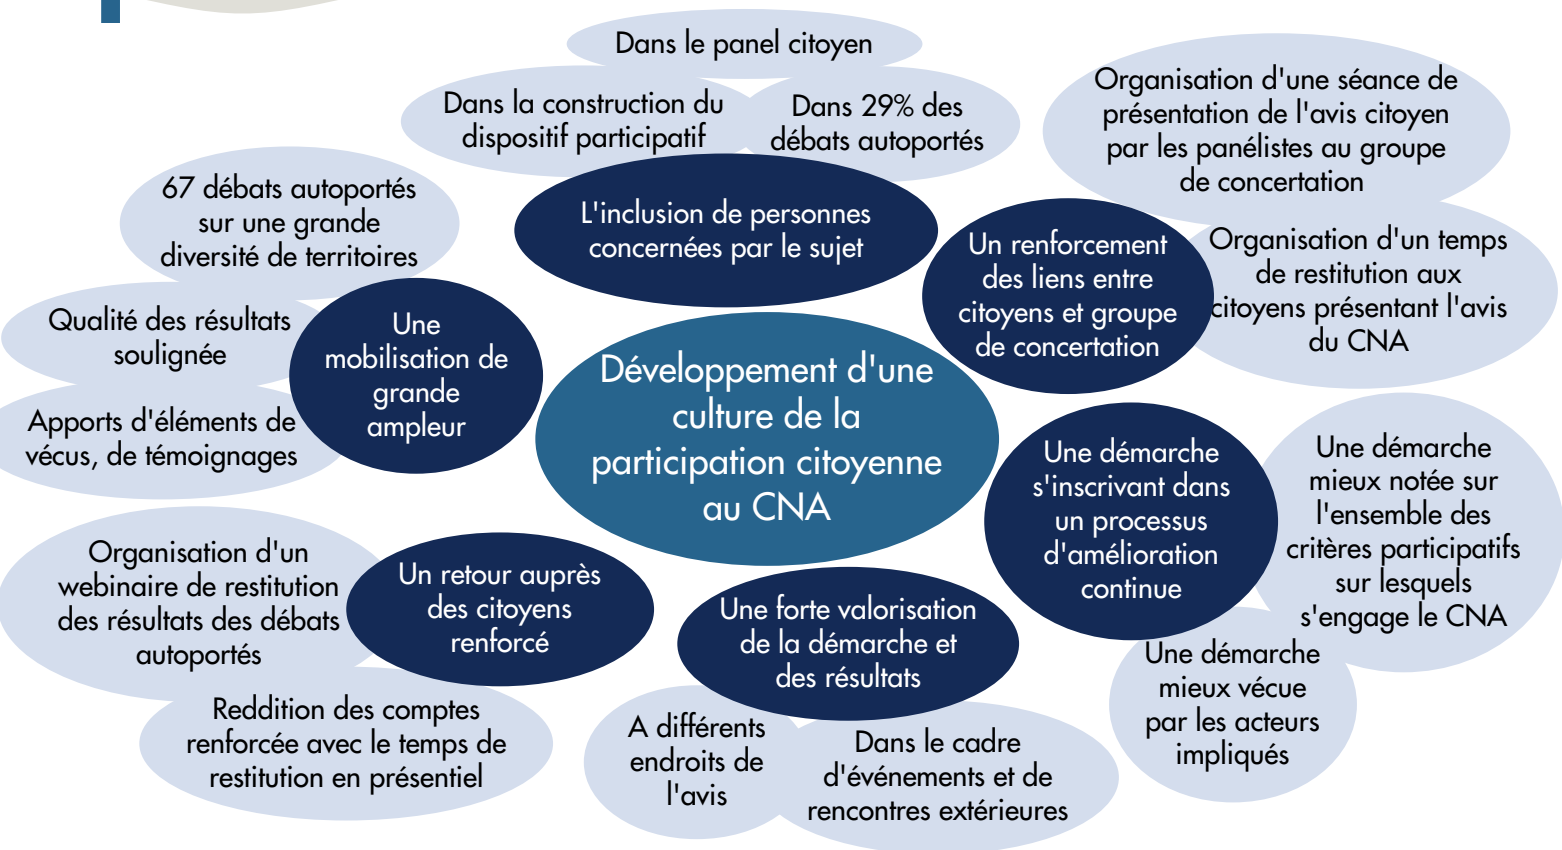 Dans le panel citoyen
Dans la construction du
dispositif participatif
Dans 29% des
débats autoportés
L'inclusion de personnes
concernées par le sujet
Organisation d'une séance de
présentation de l'avis citoyen
par les panélistes au groupe
de concertation
Organisation d'un temps
de restitution aux
citoyens présentant l'avis
du CNA
Un renforcement
des liens entre
citoyens et groupe
de concertation
67 débats autoportés
sur une grande
diversité de territoires
Qualité des résultats
soulignée
Apports d'éléments de
vécus, de témoignages
Une
mobilisation de
grande
ampleur
Développement d'une
culture de la
participation citoyenne
au CNA
Une démarche
s'inscrivant dans
un processus
d'amélioration
continue
Une démarche
mieux notée sur
l'ensemble des
critères participatifs
sur lesquels
s'engage le CNA
Une démarche
mieux vécue
par les acteurs
impliqués
Organisation d'un
webinaire de restitution
des résultats des débats
autoportés
Un retour auprès
des citoyens
renforcé
Reddition des comptes
renforcée avec le temps de
restitution en présentiel
Une forte valorisation
de la démarche et
des résultats
A différents
endroits de
l'avis
Dans le cadre
d'événements et de
rencontres extérieures